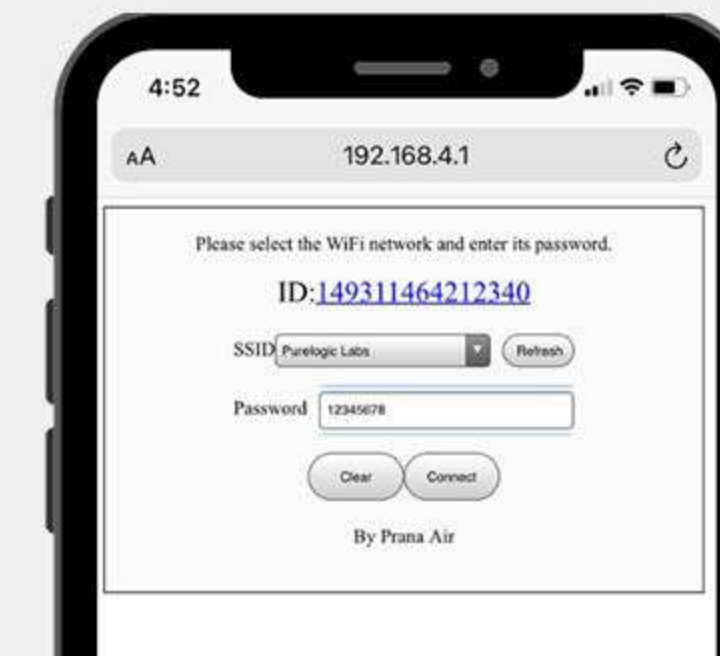 4:52
AA 192.168.4.1
Please select the WiFi network and enter its password.
ID:149311464212340
SSID Purelogic Labs Refresh
Password 12345678
Clear Connect
By Prana Air